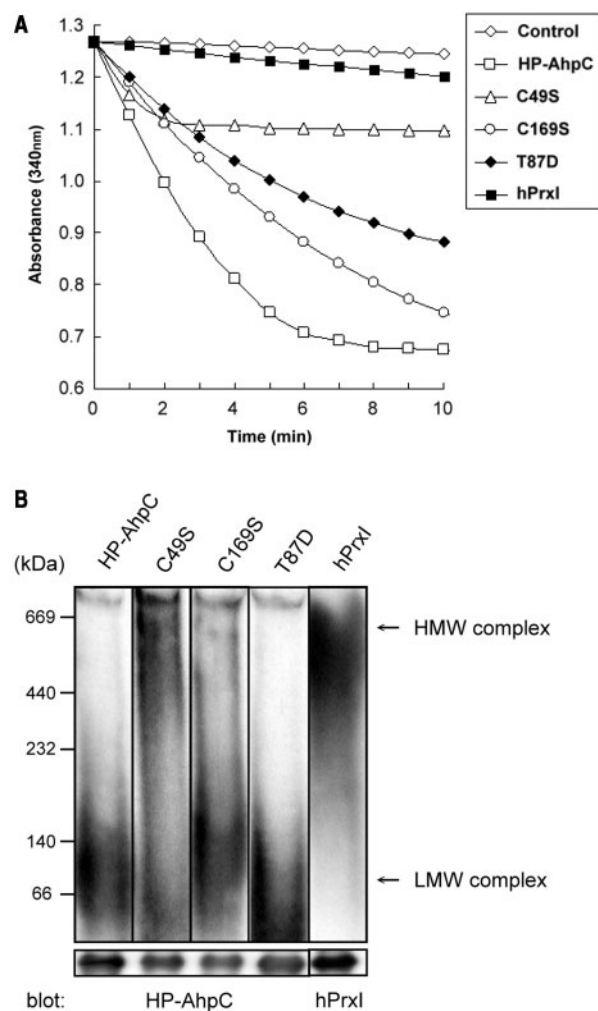 A
1.3
1.2
1.1
1.0
0.9
0.8
0.7
0.6
Absorbance (340nm)
0 2 4 6 8 10
Time (min)
Control
HP-AhpC
C49S
C169S
T87D
hPrxI
B
(kDa)
HP-AhpC C49S C169S T87D hPrxI
669
440
232
140
66
← HMW complex
← LMW complex
blot: HP-AhpC hPrxI